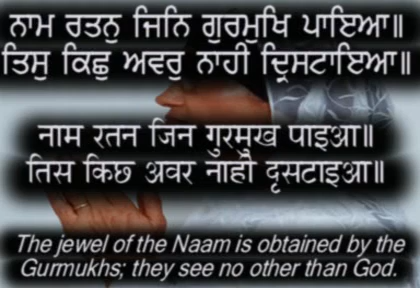 ਨਾਮ ਰਤਨੁ ਜਿਨਿ ਗੁਰਮੁਖਿ ਪਾਇਆ॥
ਤਿਸੁ ਕਿਛੁ ਅਵਰੁ ਨਾਹੀ ਦ੍ਰਿਸਟਾਇਆ॥
नाम रतन जिन गुरमुख पाइआ॥
तिस किछ अवर नाही दृसटाइआ॥
The jewel of the Naam is obtained by the
Gurmukhs; they see no other than God.